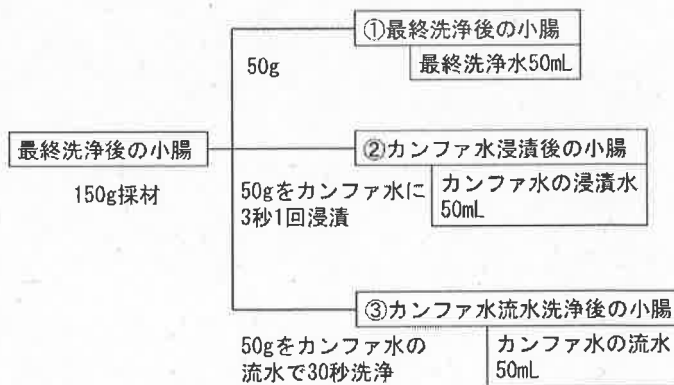 ①最終洗浄後の小腸
50g
最終洗浄水50mL
最終洗浄後の小腸
②カンファ水浸漬後の小腸
150g採材
50gをカンファ水に
3秒1回浸漬
カンファ水の浸漬水
50mL
③カンファ水流水洗浄後の小腸
50gをカンファ水の
流水で30秒洗浄
カンファ水の流水
50mL